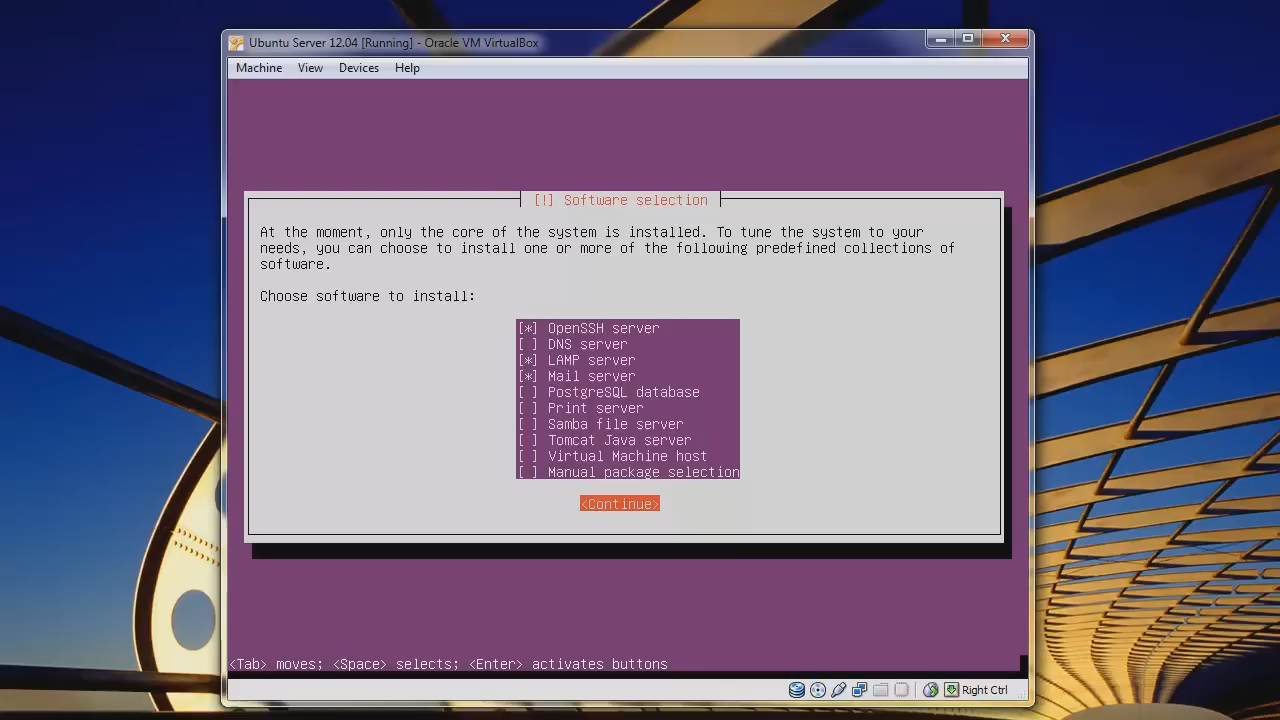 Ubuntu Server 12.04 [Running] - Oracle VM VirtualBox
Machine View Devices Help
[!] Software selection
At the moment, only the core of the system is installed. To tune the system to your
needs, you can choose to install one or more of the following predefined collections of
software.
Choose software to install:
[*] OpenSSH server
[ ] DNS server
[*] LAMP server
[*] Mail server
[ ] PostgreSQL database
[ ] Print server
[ ] Samba file server
[ ] Tomcat Java server
[ ] Virtual Machine host
[ ] Manual package selection
<Continue>
<Tab> moves; <Space> selects; <Enter> activates buttons
Right Ctrl